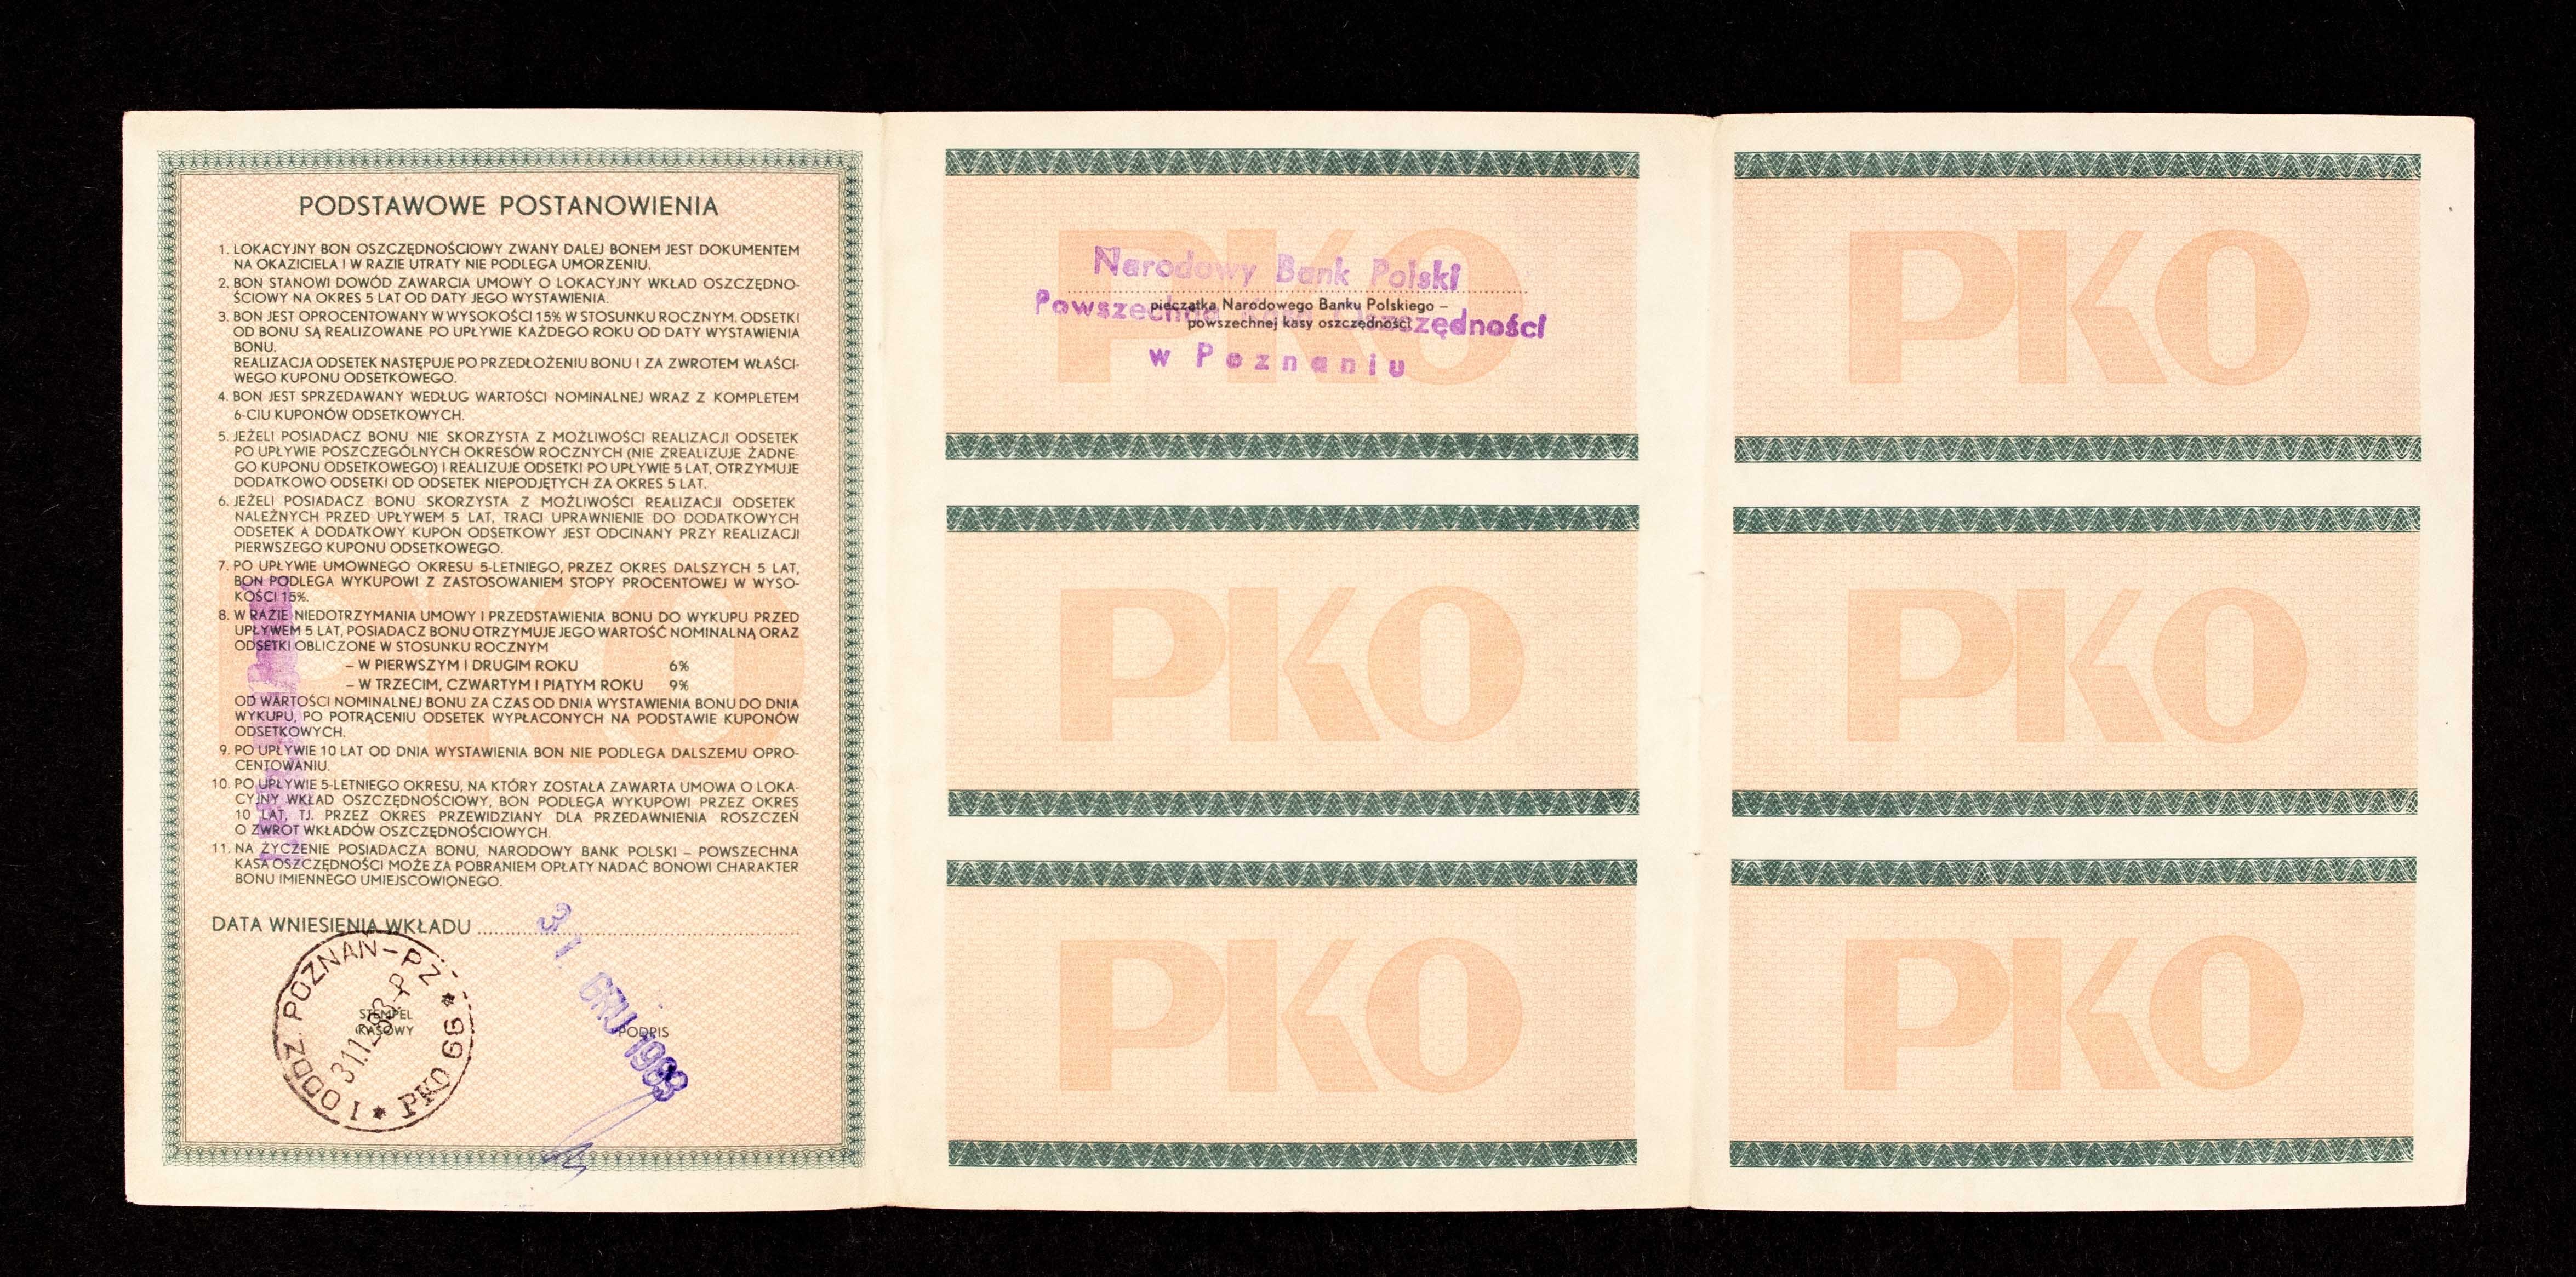 PODSTAWOWE POSTANOWIENIA
1. LOKACYJNY BON OSZCZĘDNOŚCIOWY ZWANY DALEJ BONEM JEST DOKUMENTEM
NA OKAZICIELA I W RAZIE UTRATY NIE PODLEGA UMORZENIU.
2. BON STANOWI DOWÓD ZAWARCIA UMOWY O LOKACYJNY WKŁAD OSZCZĘDNO-
ŚCIOWY NA OKRES 5 LAT OD DATY JEGO WYSTAWIENIA.
3. BON JEST OPROCENTOWANY W WYSOKOŚCI 15% W STOSUNKU ROCZNYM. ODSETKI
OD BONU SĄ REALIZOWANE PO UPŁYWIE KAŻDEGO ROKU OD DATY WYSTAWIENIA
BONU.
REALIZACJA ODSETEK NASTĘPUJE PO PRZEDŁOŻENIU BONU I ZA ZWROTEM WŁAŚCI-
WEGO KUPONU ODSETKOWEGO.
4. BON JEST SPRZEDAWANY WEDŁUG WARTOŚCI NOMINALNEJ WRAZ Z KOMPLETEM
6-CIU KUPONÓW ODSETKOWYCH.
5. JEŻELI POSIADACZ BONU NIE SKORZYSTA Z MOŻLIWOŚCI REALIZACJI ODSETEK
PO UPŁYWIE POSZCZEGÓLNYCH OKRESÓW ROCZNYCH (NIE ZREALIZUJE ŻADNE-
GO KUPONU ODSETKOWEGO) I REALIZUJE ODSETKI PO UPŁYWIE 5 LAT, OTRZYMUJE
DODATKOWO ODSETKI OD ODSETEK NIEPODJĘTYCH ZA OKRES 5 LAT.
6. JEŻELI POSIADACZ BONU SKORZYSTA Z MOŻLIWOŚCI REALIZACJI ODSETEK
NALEŻNYCH PRZED UPŁYWEM 5 LAT, TRACI UPRAWNIENIE DO DODATKOWYCH
ODSETEK A DODATKOWY KUPON ODSETKOWY JEST ODCINANY PRZY REALIZACJI
PIERWSZEGO KUPONU ODSETKOWEGO.
7. PO UPŁYWIE UMOWNEGO OKRESU 5-LETNIEGO, PRZEZ OKRES DALSZYCH 5 LAT,
BON PODLEGA WYKUPOWI Z ZASTOSOWANIEM STOPY PROCENTOWEJ W WYSO-
KOŚCI 15%.
8. W RAZIE NIEDOTRZYMANIA UMOWY I PRZEDSTAWIENIA BONU DO WYKUPU PRZED
UPŁYWEM 5 LAT, POSIADACZ BONU OTRZYMUJE JEGO WARTOŚĆ NOMINALNĄ ORAZ
ODSETKI OBLICZONE W STOSUNKU ROCZNYM
– W PIERWSZYM I DRUGIM ROKU 6%
– W TRZECIM, CZWARTYM I PIĄTYM ROKU 9%
OD WARTOŚCI NOMINALNEJ BONU ZA CZAS OD DNIA WYSTAWIENIA BONU DO DNIA
WYKUPU, PO POTRĄCENIU ODSETEK WYPŁACONYCH NA PODSTAWIE KUPONÓW
ODSETKOWYCH.
9. PO UPŁYWIE 10 LAT OD DNIA WYSTAWIENIA BON NIE PODLEGA DALSZEMU OPRO-
CENTOWANIU.
10. PO UPŁYWIE 5-LETNIEGO OKRESU, NA KTÓRY ZOSTAŁA ZAWARTA UMOWA O LOKA-
CYJNY WKŁAD OSZCZĘDNOŚCIOWY, BON PODLEGA WYKUPOWI PRZEZ OKRES
10 LAT, TJ. PRZEZ OKRES PRZEWIDZIANY DLA PRZEDAWNIENIA ROSZCZEŃ
O ZWROT WKŁADÓW OSZCZĘDNOŚCIOWYCH.
11. NA ŻYCZENIE POSIADACZA BONU, NARODOWY BANK POLSKI – POWSZECHNA
KASA OSZCZĘDNOŚCI MOŻE ZA POBRANIEM OPŁATY NADAĆ BONOWI CHARAKTER
BONU IMIENNEGO UMIEJSCOWIONEGO.
DATA WNIESIENIA WKŁADU
31. GRU 1983
STEMPEL
KASOWY
PODPIS
I ODDZ. POZNAŃ-PZ. * PKO 66 *
31.12.83-P
PKO
Narodowy Bank Polski
Powszechna Kasa Oszczędności
w Poznaniu
pieczątka Narodowego Banku Polskiego –
powszechnej kasy oszczędności
PKO
PKO
PKO
PKO
PKO
PKO